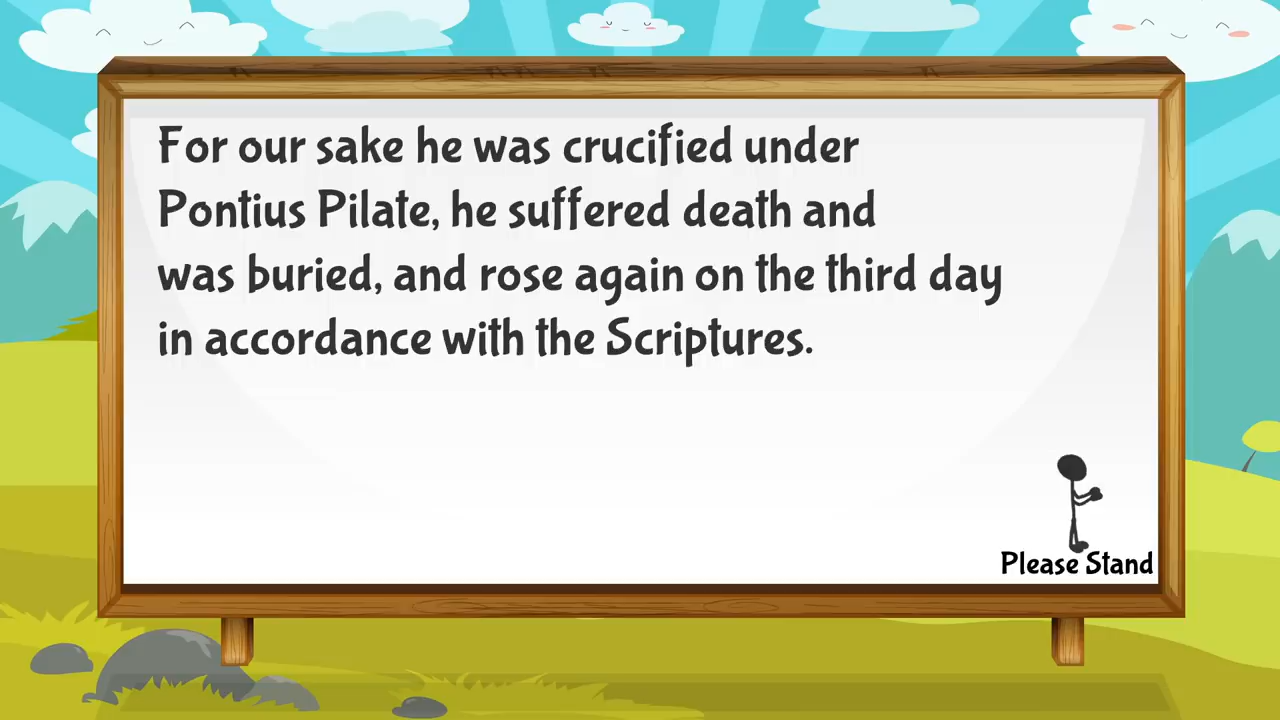 For our sake he was crucified under
Pontius Pilate, he suffered death and
was buried, and rose again on the third day
in accordance with the Scriptures.
Please Stand